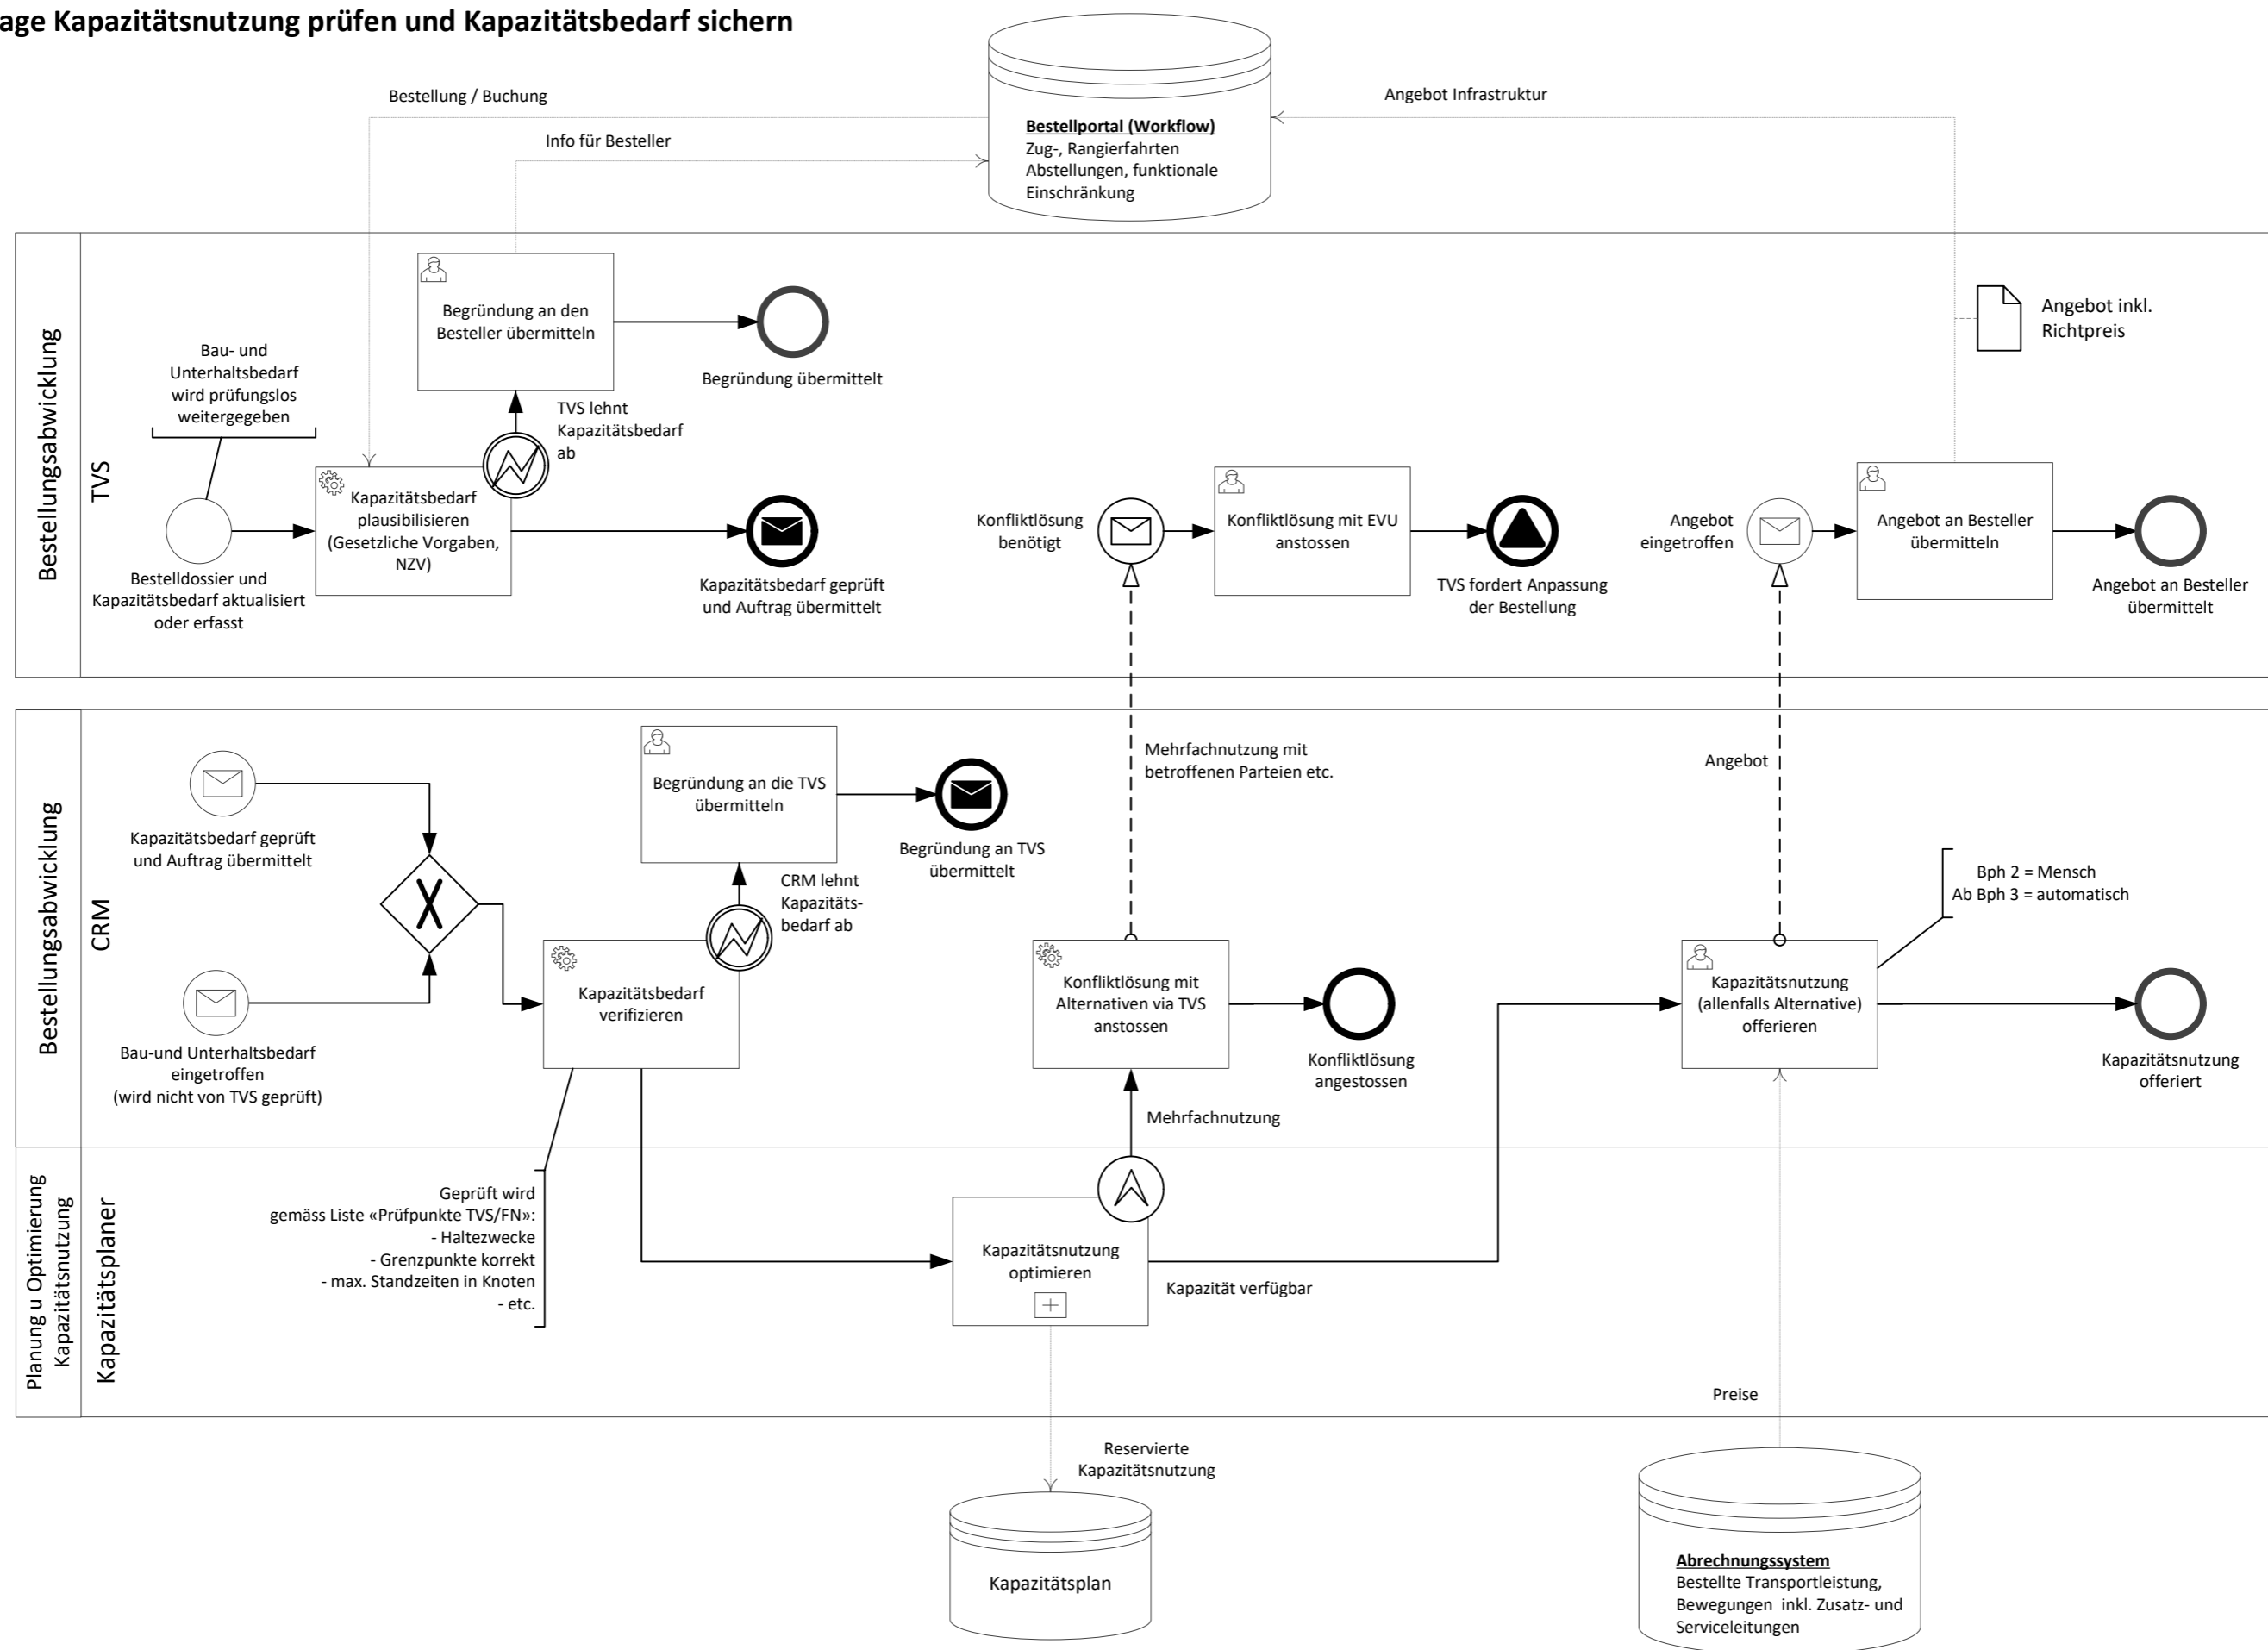 age Kapazitätsnutzung prüfen und Kapazitätsbedarf sichern
Bestellung / Buchung
Info für Besteller
Angebot Infrastruktur
Bestellportal (Workflow)
Zug-, Rangierfahrten
Abstellungen, funktionale
Einschränkung
Bestellungsabwicklung
TVS
Bau- und
Unterhaltsbedarf
wird prüfungslos
weitergegeben
Begründung an den
Besteller übermitteln
Begründung übermittelt
TVS lehnt
Kapazitätsbedarf
ab
Angebot inkl.
Richtpreis
Bestelldossier und
Kapazitätsbedarf aktualisiert
oder erfasst
Kapazitätsbedarf
plausibilisieren
(Gesetzliche Vorgaben,
NZV)
Kapazitätsbedarf geprüft
und Auftrag übermittelt
Konfliktlösung
benötigt
Konfliktlösung mit EVU
anstossen
TVS fordert Anpassung
der Bestellung
Angebot
eingetroffen
Angebot an Besteller
übermitteln
Angebot an Besteller
übermittelt
Bestellungsabwicklung
CRM
Kapazitätsbedarf geprüft
und Auftrag übermittelt
Bau-und Unterhaltsbedarf
eingetroffen
(wird nicht von TVS geprüft)
Begründung an die TVS
übermitteln
Begründung an TVS
übermittelt
CRM lehnt
Kapazitäts-
bedarf ab
Kapazitätsbedarf
verifizieren
Mehrfachnutzung mit
betroffenen Parteien etc.
Konfliktlösung mit
Alternativen via TVS
anstossen
Konfliktlösung
angestossen
Mehrfachnutzung
Angebot
Bph 2 = Mensch
Ab Bph 3 = automatisch
Kapazitätsnutzung
(allenfalls Alternative)
offerieren
Kapazitätsnutzung
offeriert
Planung u Optimierung
Kapazitätsnutzung
Kapazitätsplaner
Geprüft wird
gemäss Liste «Prüfpunkte TVS/FN»:
- Haltezwecke
- Grenzpunkte korrekt
- max. Standzeiten in Knoten
- etc.
Kapazitätsnutzung
optimieren
Kapazität verfügbar
Preise
Reservierte
Kapazitätsnutzung
Kapazitätsplan
Abrechnungssystem
Bestellte Transportleistung,
Bewegungen inkl. Zusatz- und
Serviceleitungen